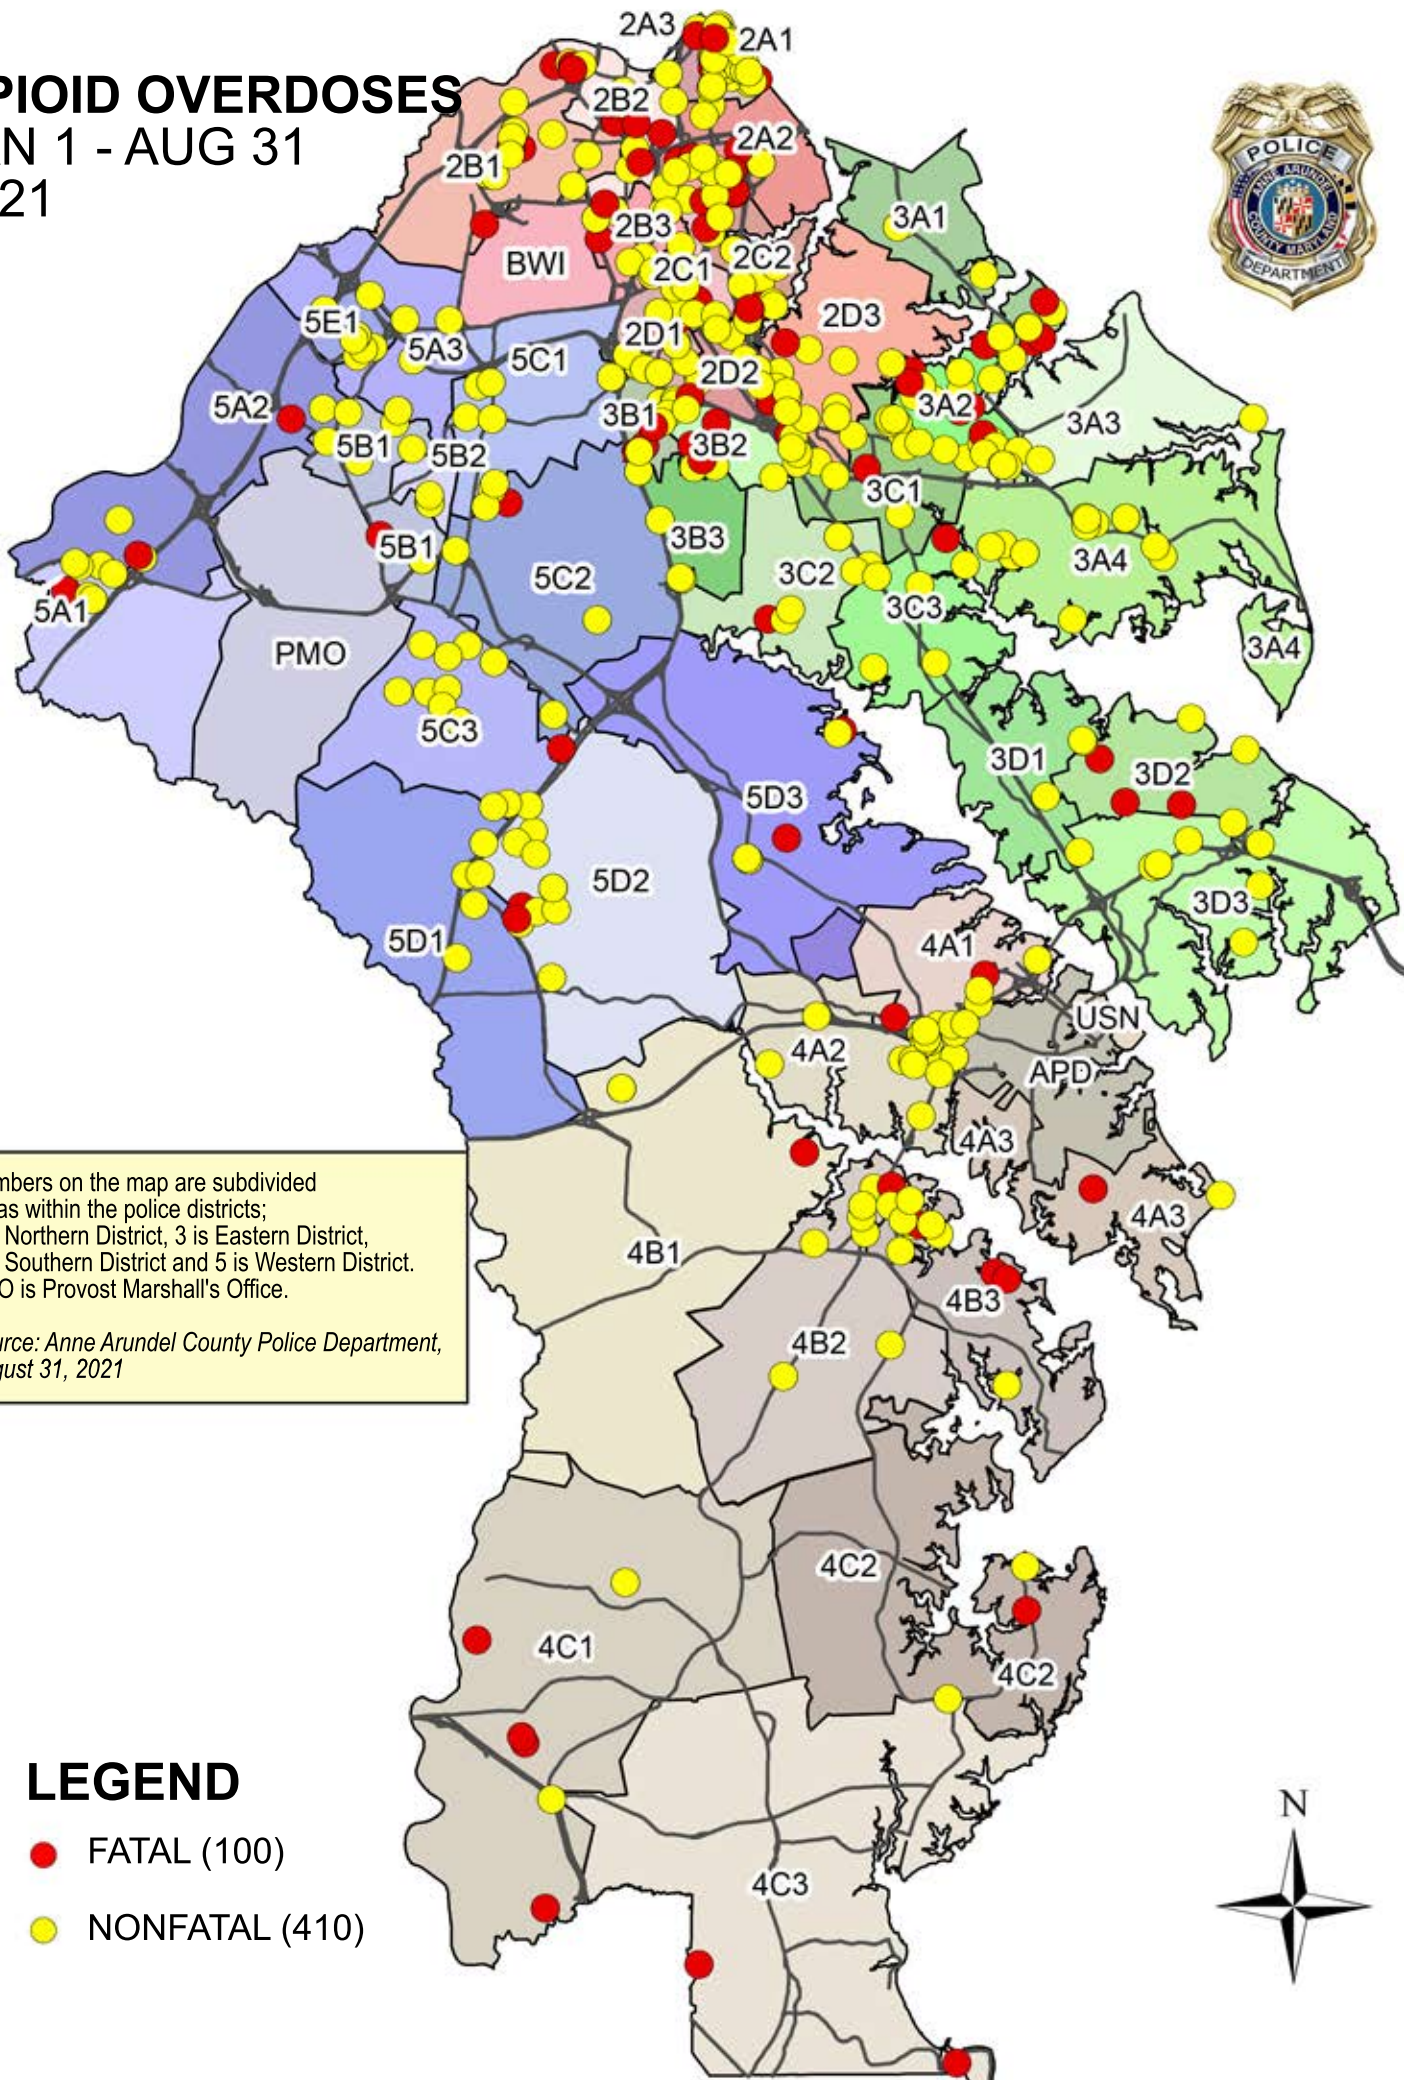 PIOID OVERDOSES
AN 1 - AUG 31
21
2A3
2A1
2B2
2A2
2B1
POLICE
ANNE ARUNDEL
COUNTY MARYLAND
DEPARTMENT
3A1
2B3
BWI
2C1
2C2
5E1
2D3
5A3
2D1
5C1
2D2
5A2
3A2
3B1
3A3
5B1
5B2
3B2
3C1
3B3
5B1
3A4
5C2
3C2
5A1
3C3
PMO
3A4
5C3
3D1
3D2
5D3
5D2
3D3
5D1
4A1
USN
4A2
APD
4A3
4A3
mbers on the map are subdivided
as within the police districts;
Northern District, 3 is Eastern District,
Southern District and 5 is Western District.
O is Provost Marshall's Office.
urce: Anne Arundel County Police Department,
gust 31, 2021
4B1
4B3
4B2
4C2
4C1
4C2
LEGEND
FATAL (100)
NONFATAL (410)
N
4C3